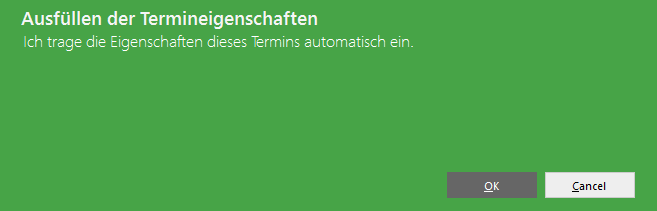 Ausfüllen der Termineigenschaften
Ich trage die Eigenschaften dieses Termins automatisch ein.
OK
Cancel